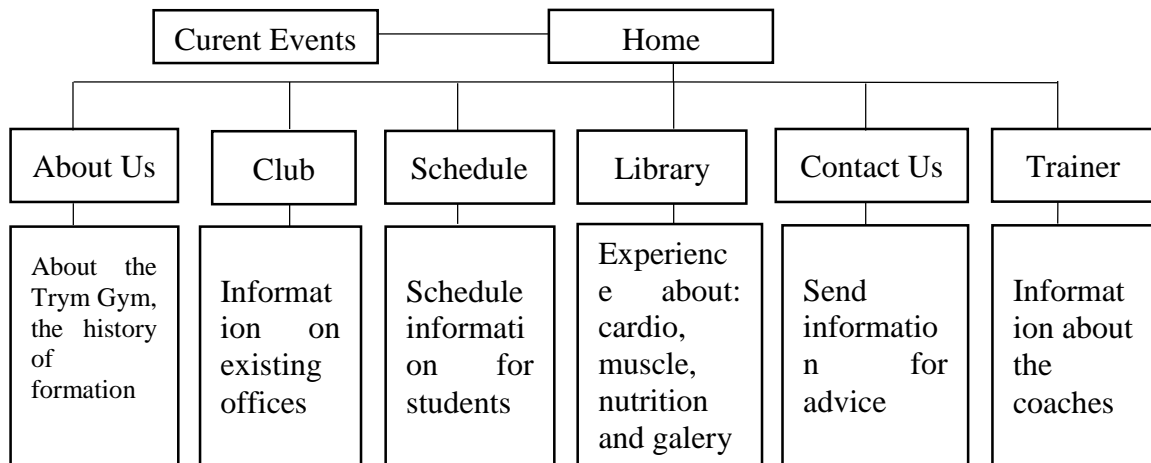 Curent Events
Home
About Us
Club
Schedule
Library
Contact Us
Trainer
About the
Trym Gym,
the history
of
formation
Informat
ion on
existing
offices
Schedule
informati
on for
students
Experienc
e about:
cardio,
muscle,
nutrition
and galery
Send
informatio
n for
advice
Informat
ion about
the
coaches